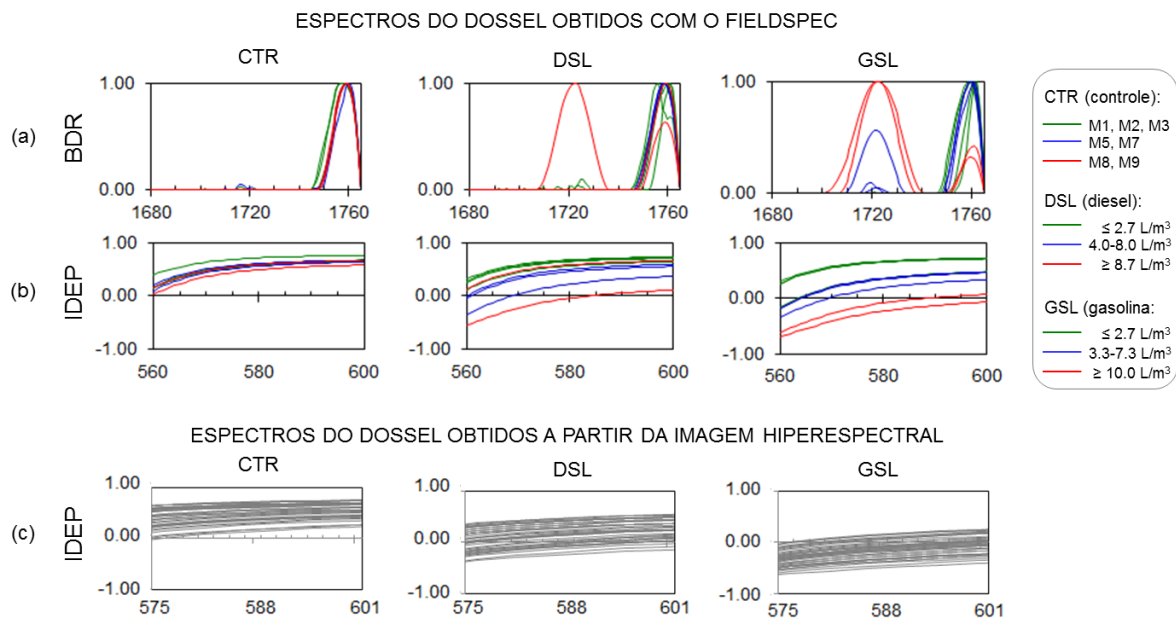 ESPECTROS DO DOSSEL OBTIDOS COM O FIELDSPEC
CTR
DSL
GSL
(a)
BDR
1.00
0.00
1680
1720
1760
1.00
0.00
1680
1720
1760
1.00
0.00
1680
1720
1760
(b)
IDEP
1.00
0.00
-1.00
560
580
600
1.00
0.00
-1.00
560
580
600
1.00
0.00
-1.00
560
580
600
CTR (controle):
M1, M2, M3
M5, M7
M8, M9
DSL (diesel):
≤ 2.7 L/m³
4.0-8.0 L/m³
≥ 8.7 L/m³
GSL (gasolina:
≤ 2.7 L/m³
3.3-7.3 L/m³
≥ 10.0 L/m³
ESPECTROS DO DOSSEL OBTIDOS A PARTIR DA IMAGEM HIPERESPECTRAL
CTR
DSL
GSL
(c)
IDEP
1.00
0.00
-1.00
575
588
601
1.00
0.00
-1.00
575
588
601
1.00
0.00
-1.00
575
588
601